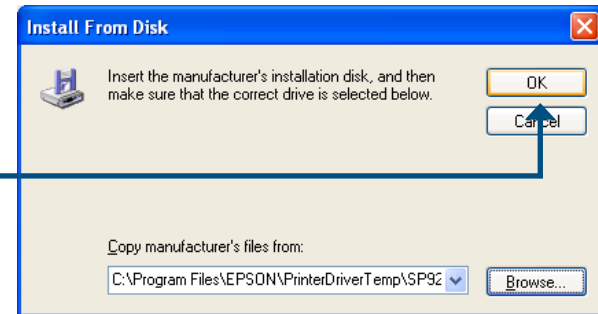 Install From Disk
Insert the manufacturer's installation disk, and then
make sure that the correct drive is selected below.
OK
Cancel
Copy manufacturer's files from:
C:\Program Files\EPSON\PrinterDriverTemp\SP92
Browse...